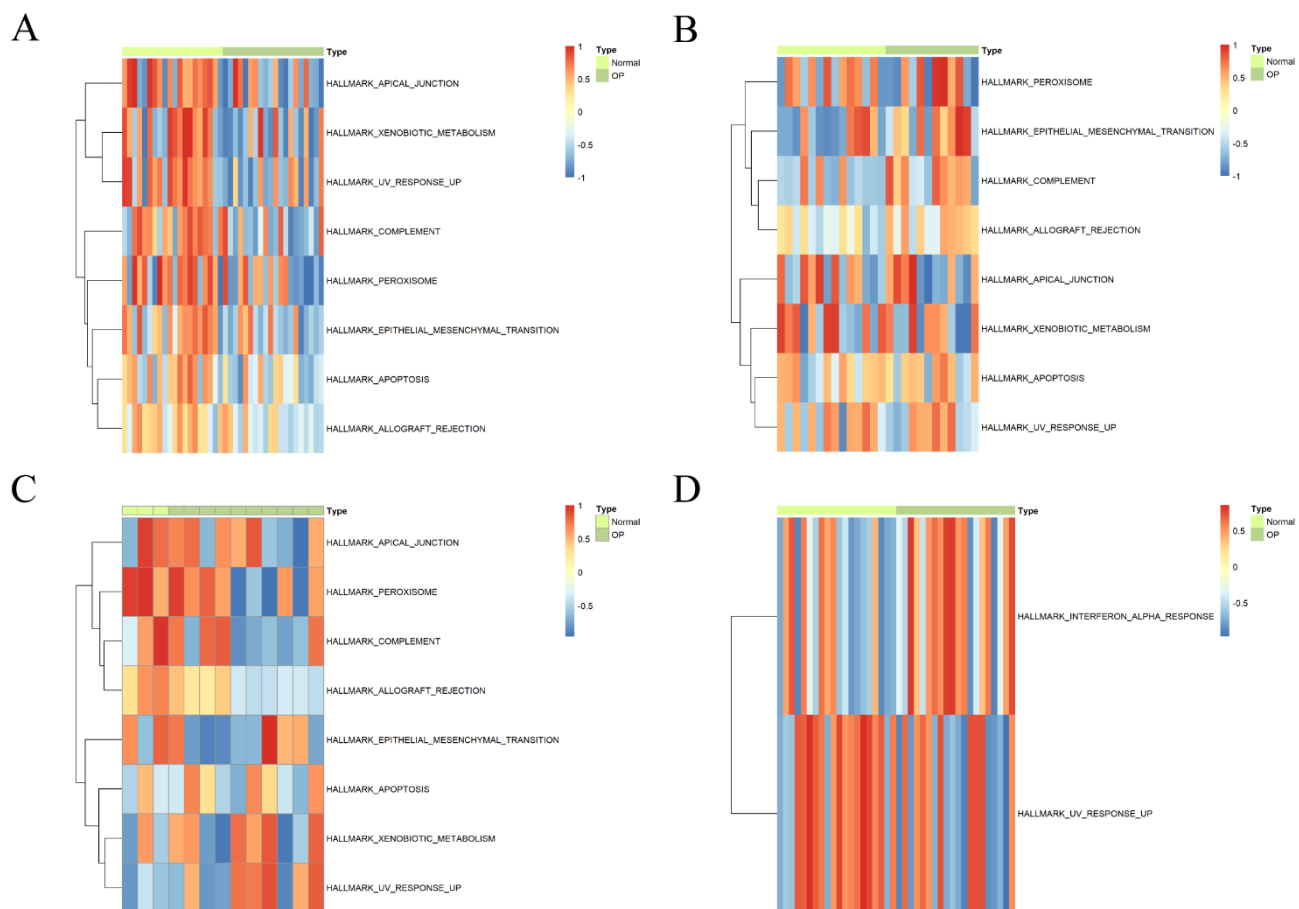 A
Type
HALLMARK_APICAL_JUNCTION
HALLMARK_XENOBIOTIC_METABOLISM
HALLMARK_UV_RESPONSE_UP
HALLMARK_COMPLEMENT
HALLMARK_PEROXISOME
HALLMARK_EPITHELIAL_MESENCHYMAL_TRANSITION
HALLMARK_APOPTOSIS
HALLMARK_ALLOGRAFT_REJECTION
1
0.5
0
-0.5
-1
Type
Normal
OP
B
Type
HALLMARK_PEROXISOME
HALLMARK_EPITHELIAL_MESENCHYMAL_TRANSITION
HALLMARK_COMPLEMENT
HALLMARK_ALLOGRAFT_REJECTION
HALLMARK_APICAL_JUNCTION
HALLMARK_XENOBIOTIC_METABOLISM
HALLMARK_APOPTOSIS
HALLMARK_UV_RESPONSE_UP
1
0.5
0
-0.5
-1
Type
Normal
OP
C
Type
HALLMARK_APICAL_JUNCTION
HALLMARK_PEROXISOME
HALLMARK_COMPLEMENT
HALLMARK_ALLOGRAFT_REJECTION
HALLMARK_EPITHELIAL_MESENCHYMAL_TRANSITION
HALLMARK_APOPTOSIS
HALLMARK_XENOBIOTIC_METABOLISM
HALLMARK_UV_RESPONSE_UP
1
0.5
0
-0.5
Type
Normal
OP
D
Type
HALLMARK_INTERFERON_ALPHA_RESPONSE
HALLMARK_UV_RESPONSE_UP
0.5
0
-0.5
Type
Normal
OP